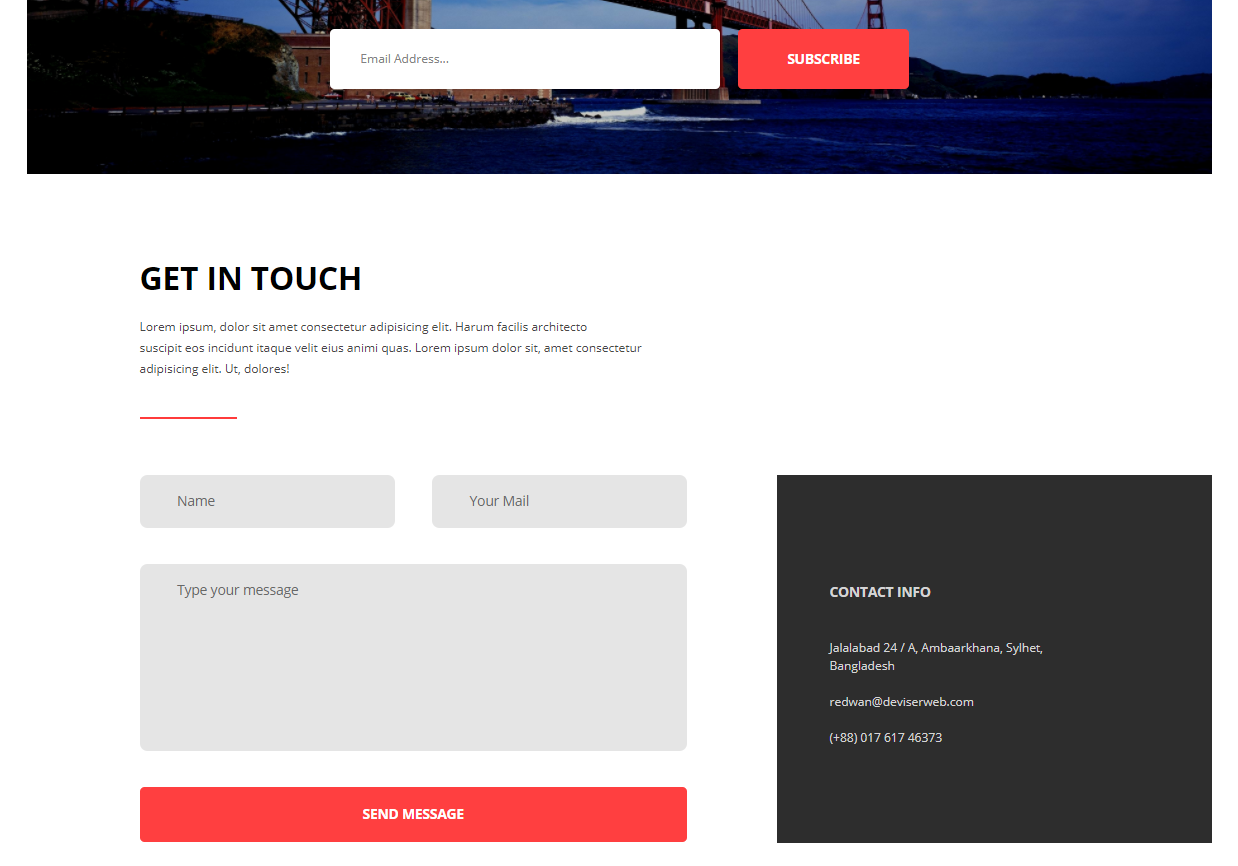 Email Address...
SUBSCRIBE
GET IN TOUCH
Lorem ipsum, dolor sit amet consectetur adipisicing elit. Harum facilis architecto
suscipit eos incidunt itaque velit eius animi quas. Lorem ipsum dolor sit, amet consectetur
adipisicing elit. Ut, dolores!
Name
Your Mail
Type your message
SEND MESSAGE
CONTACT INFO
Jalalabad 24 / A, Ambaarkhana, Sylhet,
Bangladesh
redwan@deviserweb.com
(+88) 017 617 46373